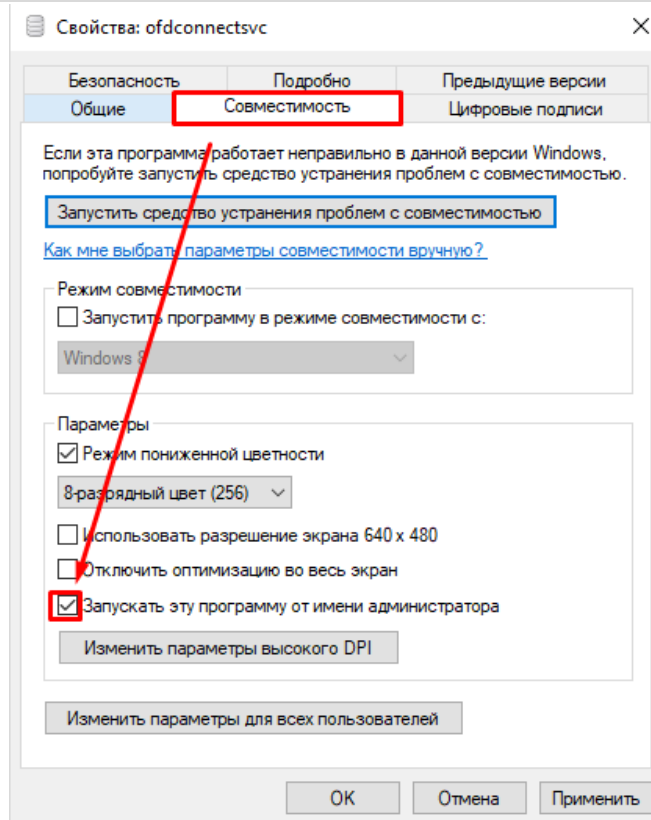 Свойства: ofdconnectsvc
Безопасность Подробно Предыдущие версии
Общие Совместимость Цифровые подписи
Если эта программа работает неправильно в данной версии Windows,
попробуйте запустить средство устранения проблем с совместимостью.
Запустить средство устранения проблем с совместимостью
Как мне выбрать параметры совместимости вручную?
Режим совместимости
Запустить программу в режиме совместимости с:
Windows 8
Параметры
Режим пониженной цветности
8-разрядный цвет (256)
Использовать разрешение экрана 640 x 480
Отключить оптимизацию во весь экран
Запускать эту программу от имени администратора
Изменить параметры высокого DPI
Изменить параметры для всех пользователей
OK Отмена Применить